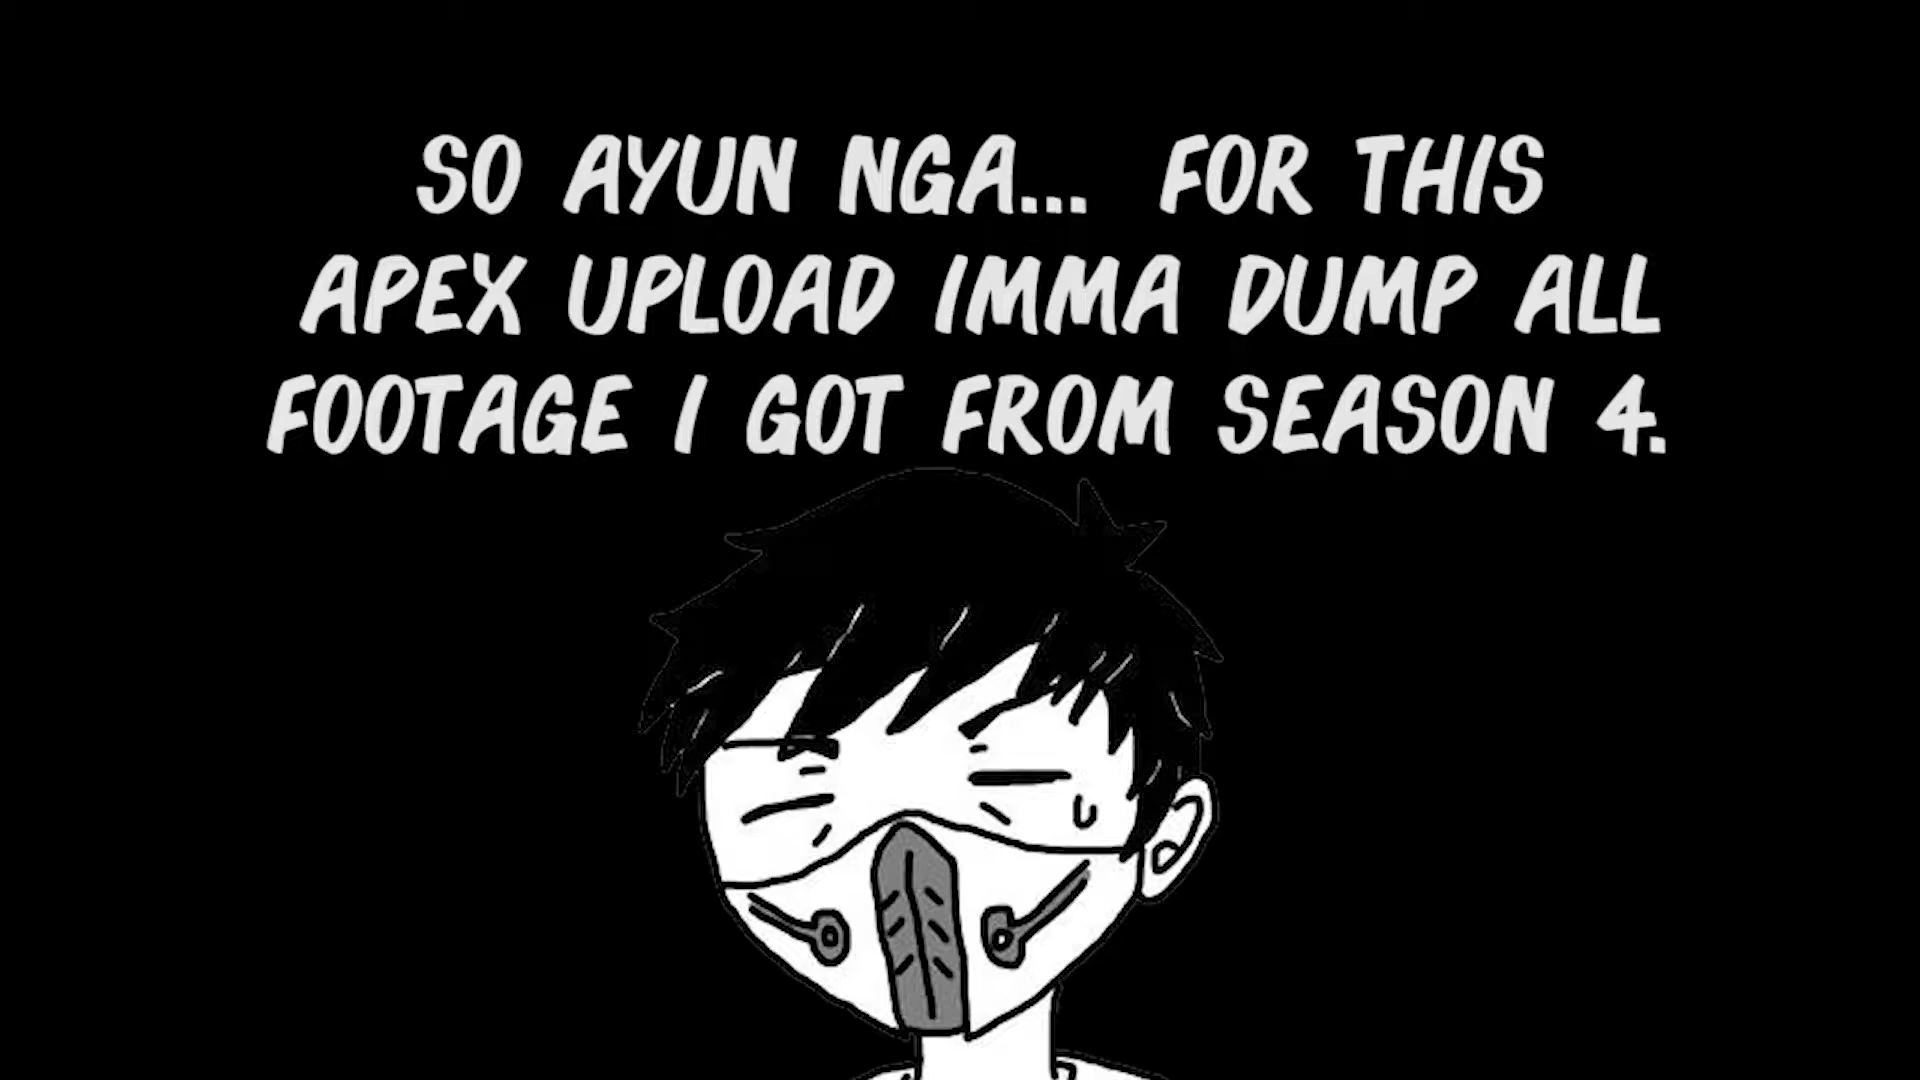 SO AYUN NGA... FOR THIS
APEX UPLOAD IMMA DUMP ALL
FOOTAGE I GOT FROM SEASON 4.